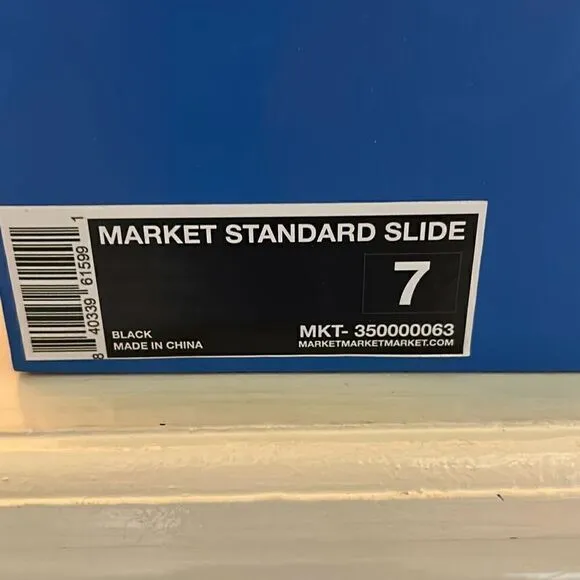 MARKET STANDARD SLIDE
7
BLACK
MADE IN CHINA
MKT- 350000063
MARKETMARKETMARKET.COM
8 40339 61599 1